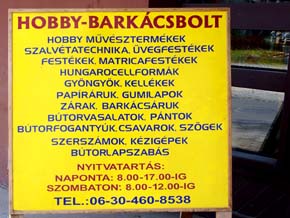 HOBBY-BARKÁCSBOLT
HOBBY MŰVÉSZTERMÉKEK
SZALVÉTATECHNIKA, ÜVEGFESTÉKEK
FESTÉKEK, MATRICAFESTÉKEK
HUNGAROCELLFORMÁK
GYÖNGYÖK, KELLÉKEK
PAPÍRÁRUK, GUMILAPOK
ZÁRAK, BARKÁCSÁRUK
BÚTORVASALATOK, PÁNTOK
BÚTORFOGANTYÚK, CSAVAROK, SZÖGEK
SZERSZÁMOK, KÉZIGÉPEK
BÚTORLAPSZABÁS
NYITVATARTÁS:
NAPONTA: 8.00-17.00-IG
SZOMBATON: 8.00-12.00-IG
TEL.:06-30-460-8538